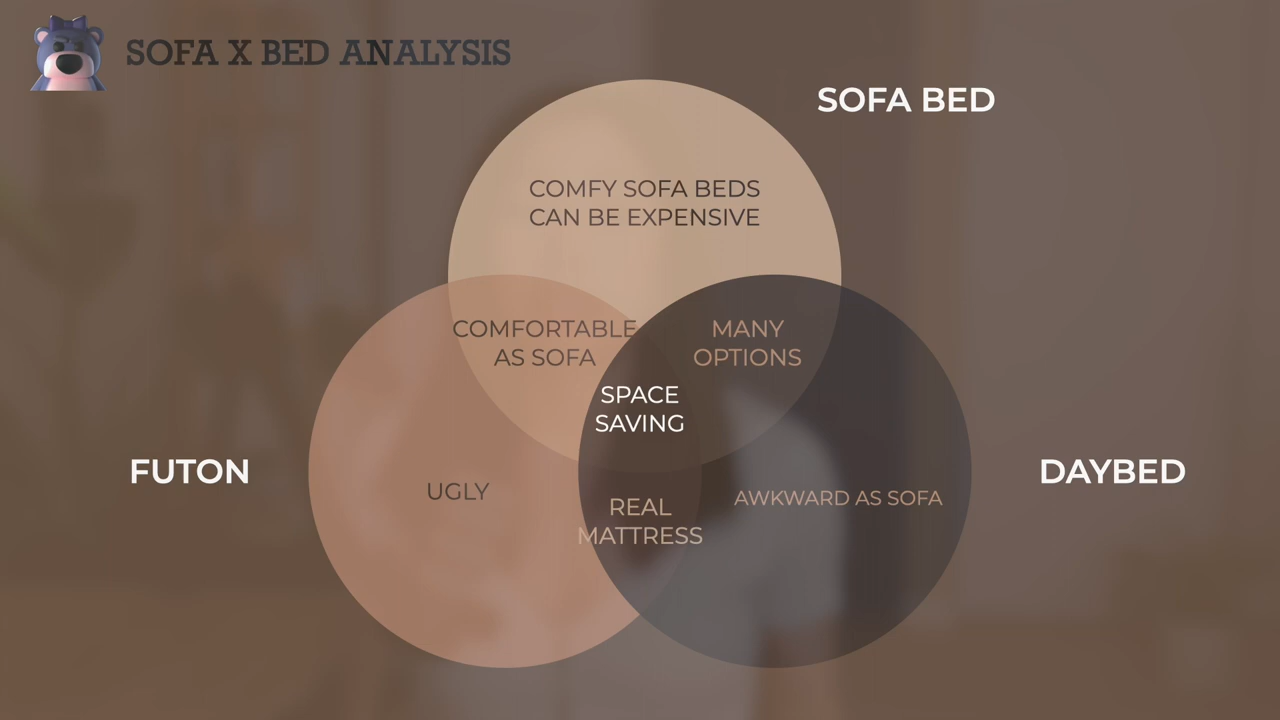 SOFA X BED ANALYSIS
SOFA BED
COMFY SOFA BEDS
CAN BE EXPENSIVE
COMFORTABLE
AS SOFA
MANY
OPTIONS
SPACE
SAVING
FUTON
UGLY
REAL
MATTRESS
AWKWARD AS SOFA
DAYBED